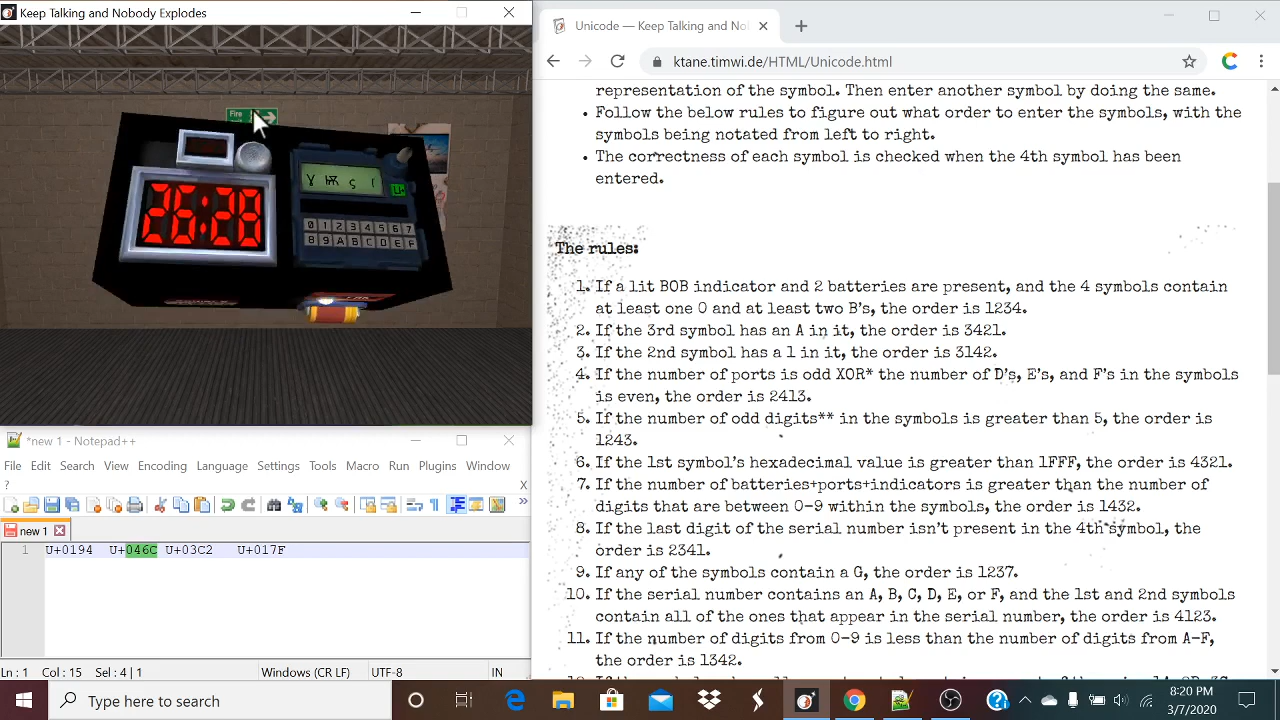 Keep Talking and Nobody Explodes
Unicode — Keep Talking and No
ktane.timwi.de/HTML/Unicode.html
Fire
26:28
Ɣ Ѭ ς
0 1 2 3 4 5 6 7
8 9 A B C D E F
representation of the symbol. Then enter another symbol by doing the same.
• Follow the below rules to figure out what order to enter the symbols, with the
symbols being notated from left to right.
• The correctness of each symbol is checked when the 4th symbol has been
entered.
The rules:
1. If a lit BOB indicator and 2 batteries are present, and the 4 symbols contain
at least one 0 and at least two B's, the order is 1234.
2. If the 3rd symbol has an A in it, the order is 3421.
3. If the 2nd symbol has a 1 in it, the order is 3142.
4. If the number of ports is odd XOR* the number of D's, E's, and F's in the symbols
is even, the order is 2413.
5. If the number of odd digits** in the symbols is greater than 5, the order is
1243.
6. If the 1st symbol's hexadecimal value is greater than 1FFF, the order is 4321.
7. If the number of batteries+ports+indicators is greater than the number of
digits that are between 0-9 within the symbols, the order is 1432.
8. If the last digit of the serial number isn't present in the 4th symbol, the
order is 2341.
9. If any of the symbols contain a G, the order is 1237.
10. If the serial number contains an A, B, C, D, E, or F, and the 1st and 2nd symbols
contain all of the ones that appear in the serial number, the order is 4123.
11. If the number of digits from 0-9 is less than the number of digits from A-F,
the order is 1342.
*new 1 - Notepad++
File Edit Search View Encoding Language Settings Tools Macro Run Plugins Window
? X
new 1
1 U+0194 U+046C U+03C2 U+017F
Ln : 1 Col : 15 Sel : 4 | 1 Windows (CR LF) UTF-8 IN
Type here to search
8:20 PM
3/7/2020